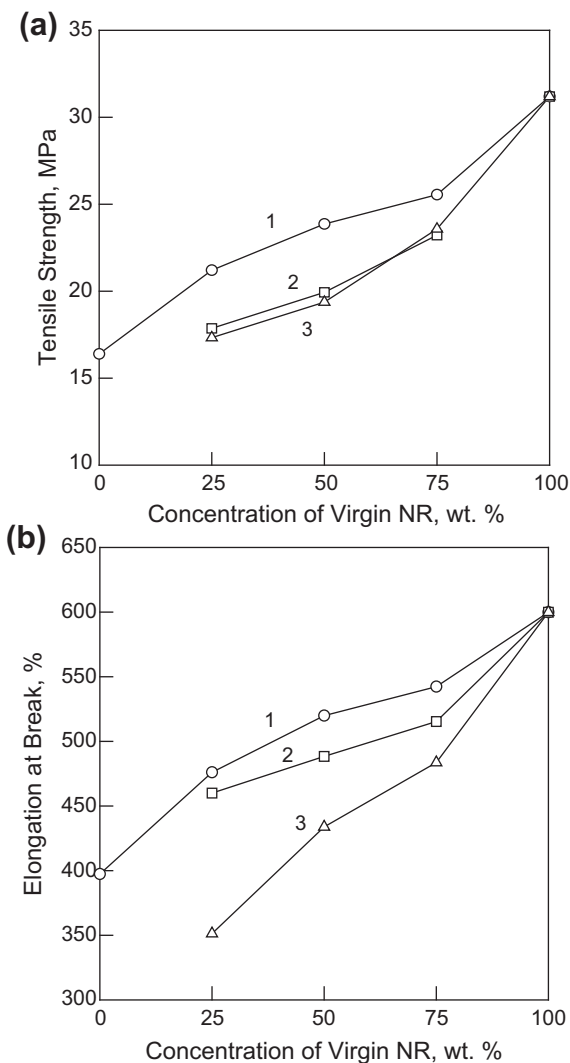 (a)
35
30
25
20
15
10
Tensile Strength, MPa
1
2
3
0 25 50 75 100
Concentration of Virgin NR, wt. %
(b)
650
600
550
500
450
400
350
300
Elongation at Break, %
1
2
3
0 25 50 75 100
Concentration of Virgin NR, wt. %